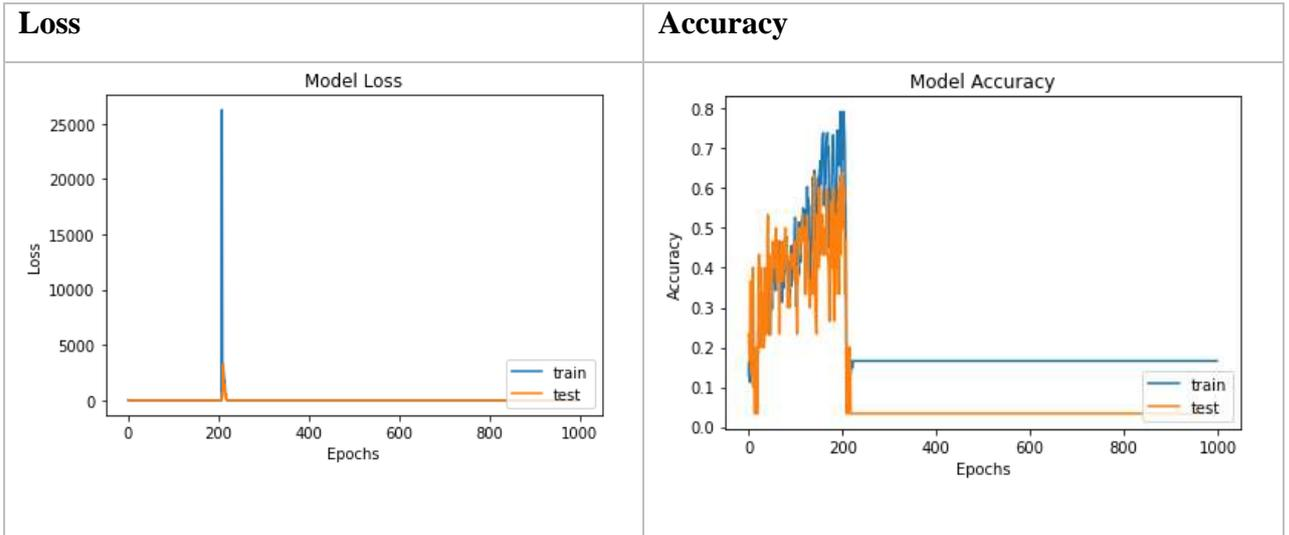 Loss
Accuracy
Model Loss
25000
20000
15000
10000
5000
0
Loss
0 200 400 600 800 1000
Epochs
train
test
Model Accuracy
0.8
0.7
0.6
0.5
0.4
0.3
0.2
0.1
0.0
Accuracy
0 200 400 600 800 1000
Epochs
train
test